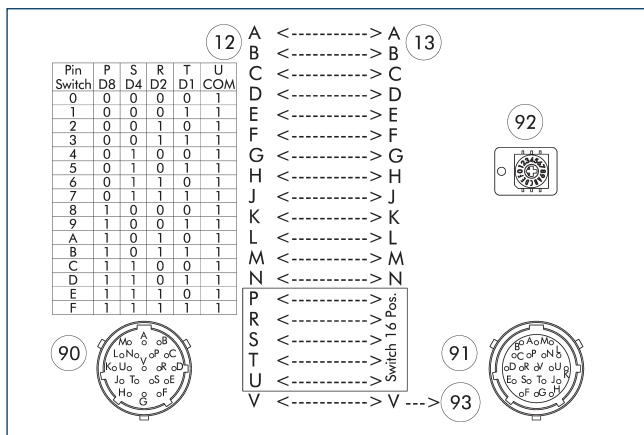 12 A <-----------> A 13
B <-----------> B
C <-----------> C
D <-----------> D
E <-----------> E
F <-----------> F
G <-----------> G
H <-----------> H
J <-----------> J
K <-----------> K
L <-----------> L
M <-----------> M
N <-----------> N
P <----------->
R <----------->
S <----------->
T <----------->
U <----------->
Switch 16 Pos.
V <-----------> V ---> 93
Pin P S R T U
Switch D8 D4 D2 D1 COM
0 0 0 0 0 1
1 0 0 0 1 1
2 0 0 1 0 1
3 0 0 1 1 1
4 0 1 0 0 1
5 0 1 0 1 1
6 0 1 1 0 1
7 0 1 1 1 1
8 1 0 0 0 1
9 1 0 0 1 1
A 1 0 1 0 1
B 1 0 1 1 1
C 1 1 0 0 1
D 1 1 0 1 1
E 1 1 1 0 1
F 1 1 1 1 1
92
90
A
M B
L N P C
V
K U R D
J T S E
H F
G
91
B A M
C P N L
D R V U K
E S T J
F G H